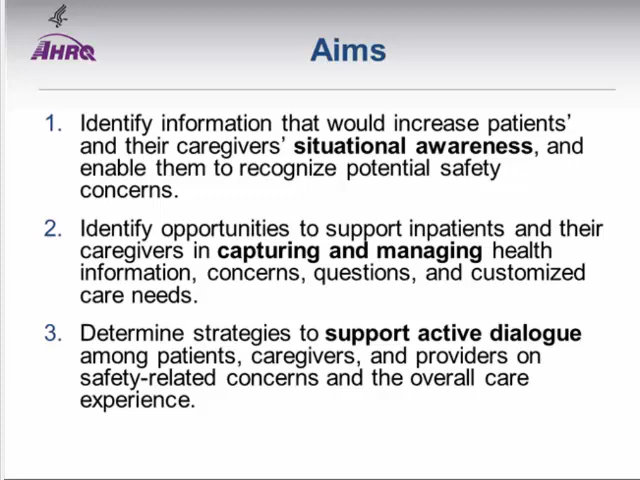 AHRQ
Aims
1. Identify information that would increase patients’
and their caregivers’ situational awareness, and
enable them to recognize potential safety
concerns.
2. Identify opportunities to support inpatients and their
caregivers in capturing and managing health
information, concerns, questions, and customized
care needs.
3. Determine strategies to support active dialogue
among patients, caregivers, and providers on
safety-related concerns and the overall care
experience.